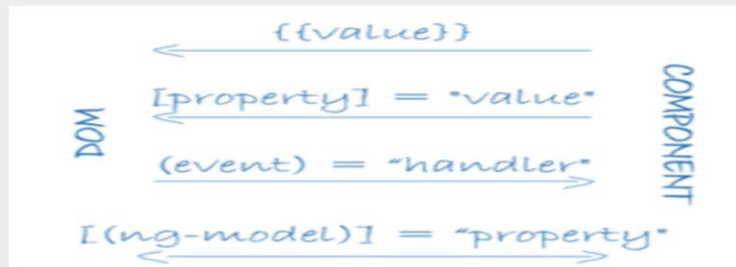 {{value}}
[property] = "value"
DOM
(event) = "handler"
COMPONENT
[(ng-model)] = "property"